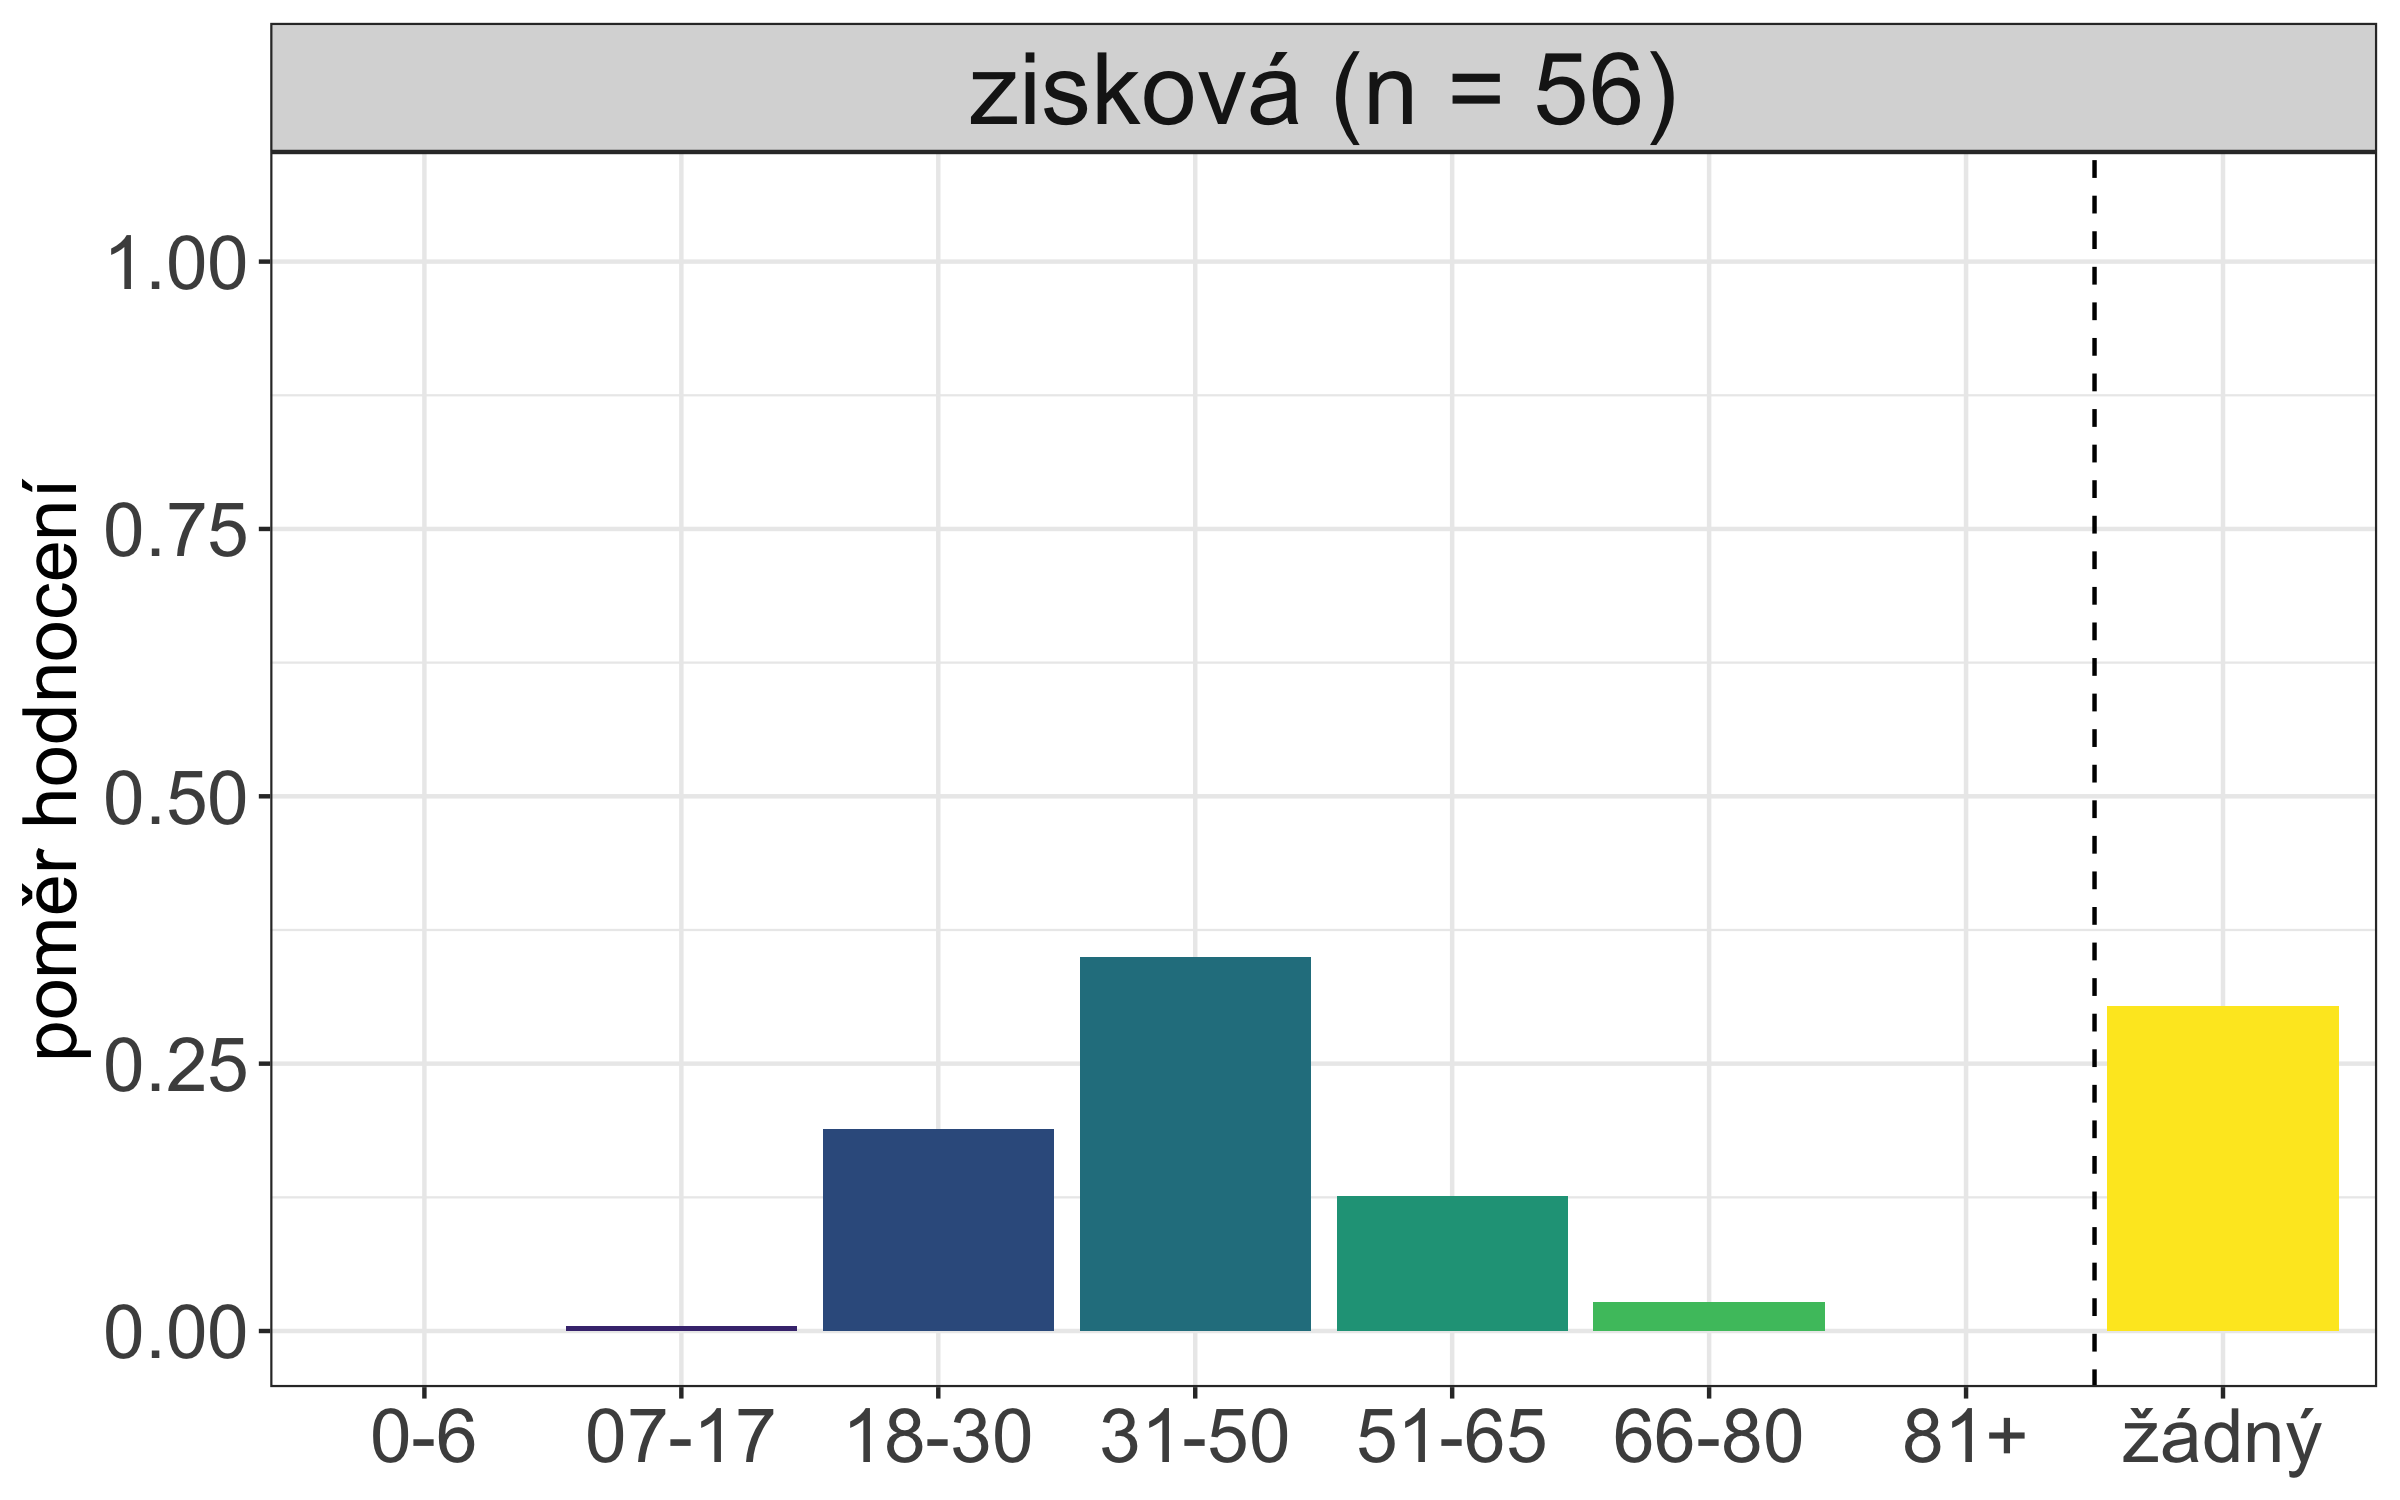 zisková (n = 56)
poměr hodnocení
1.00
0.75
0.50
0.25
0.00
0-6 07-17 18-30 31-50 51-65 66-80 81+ žádný